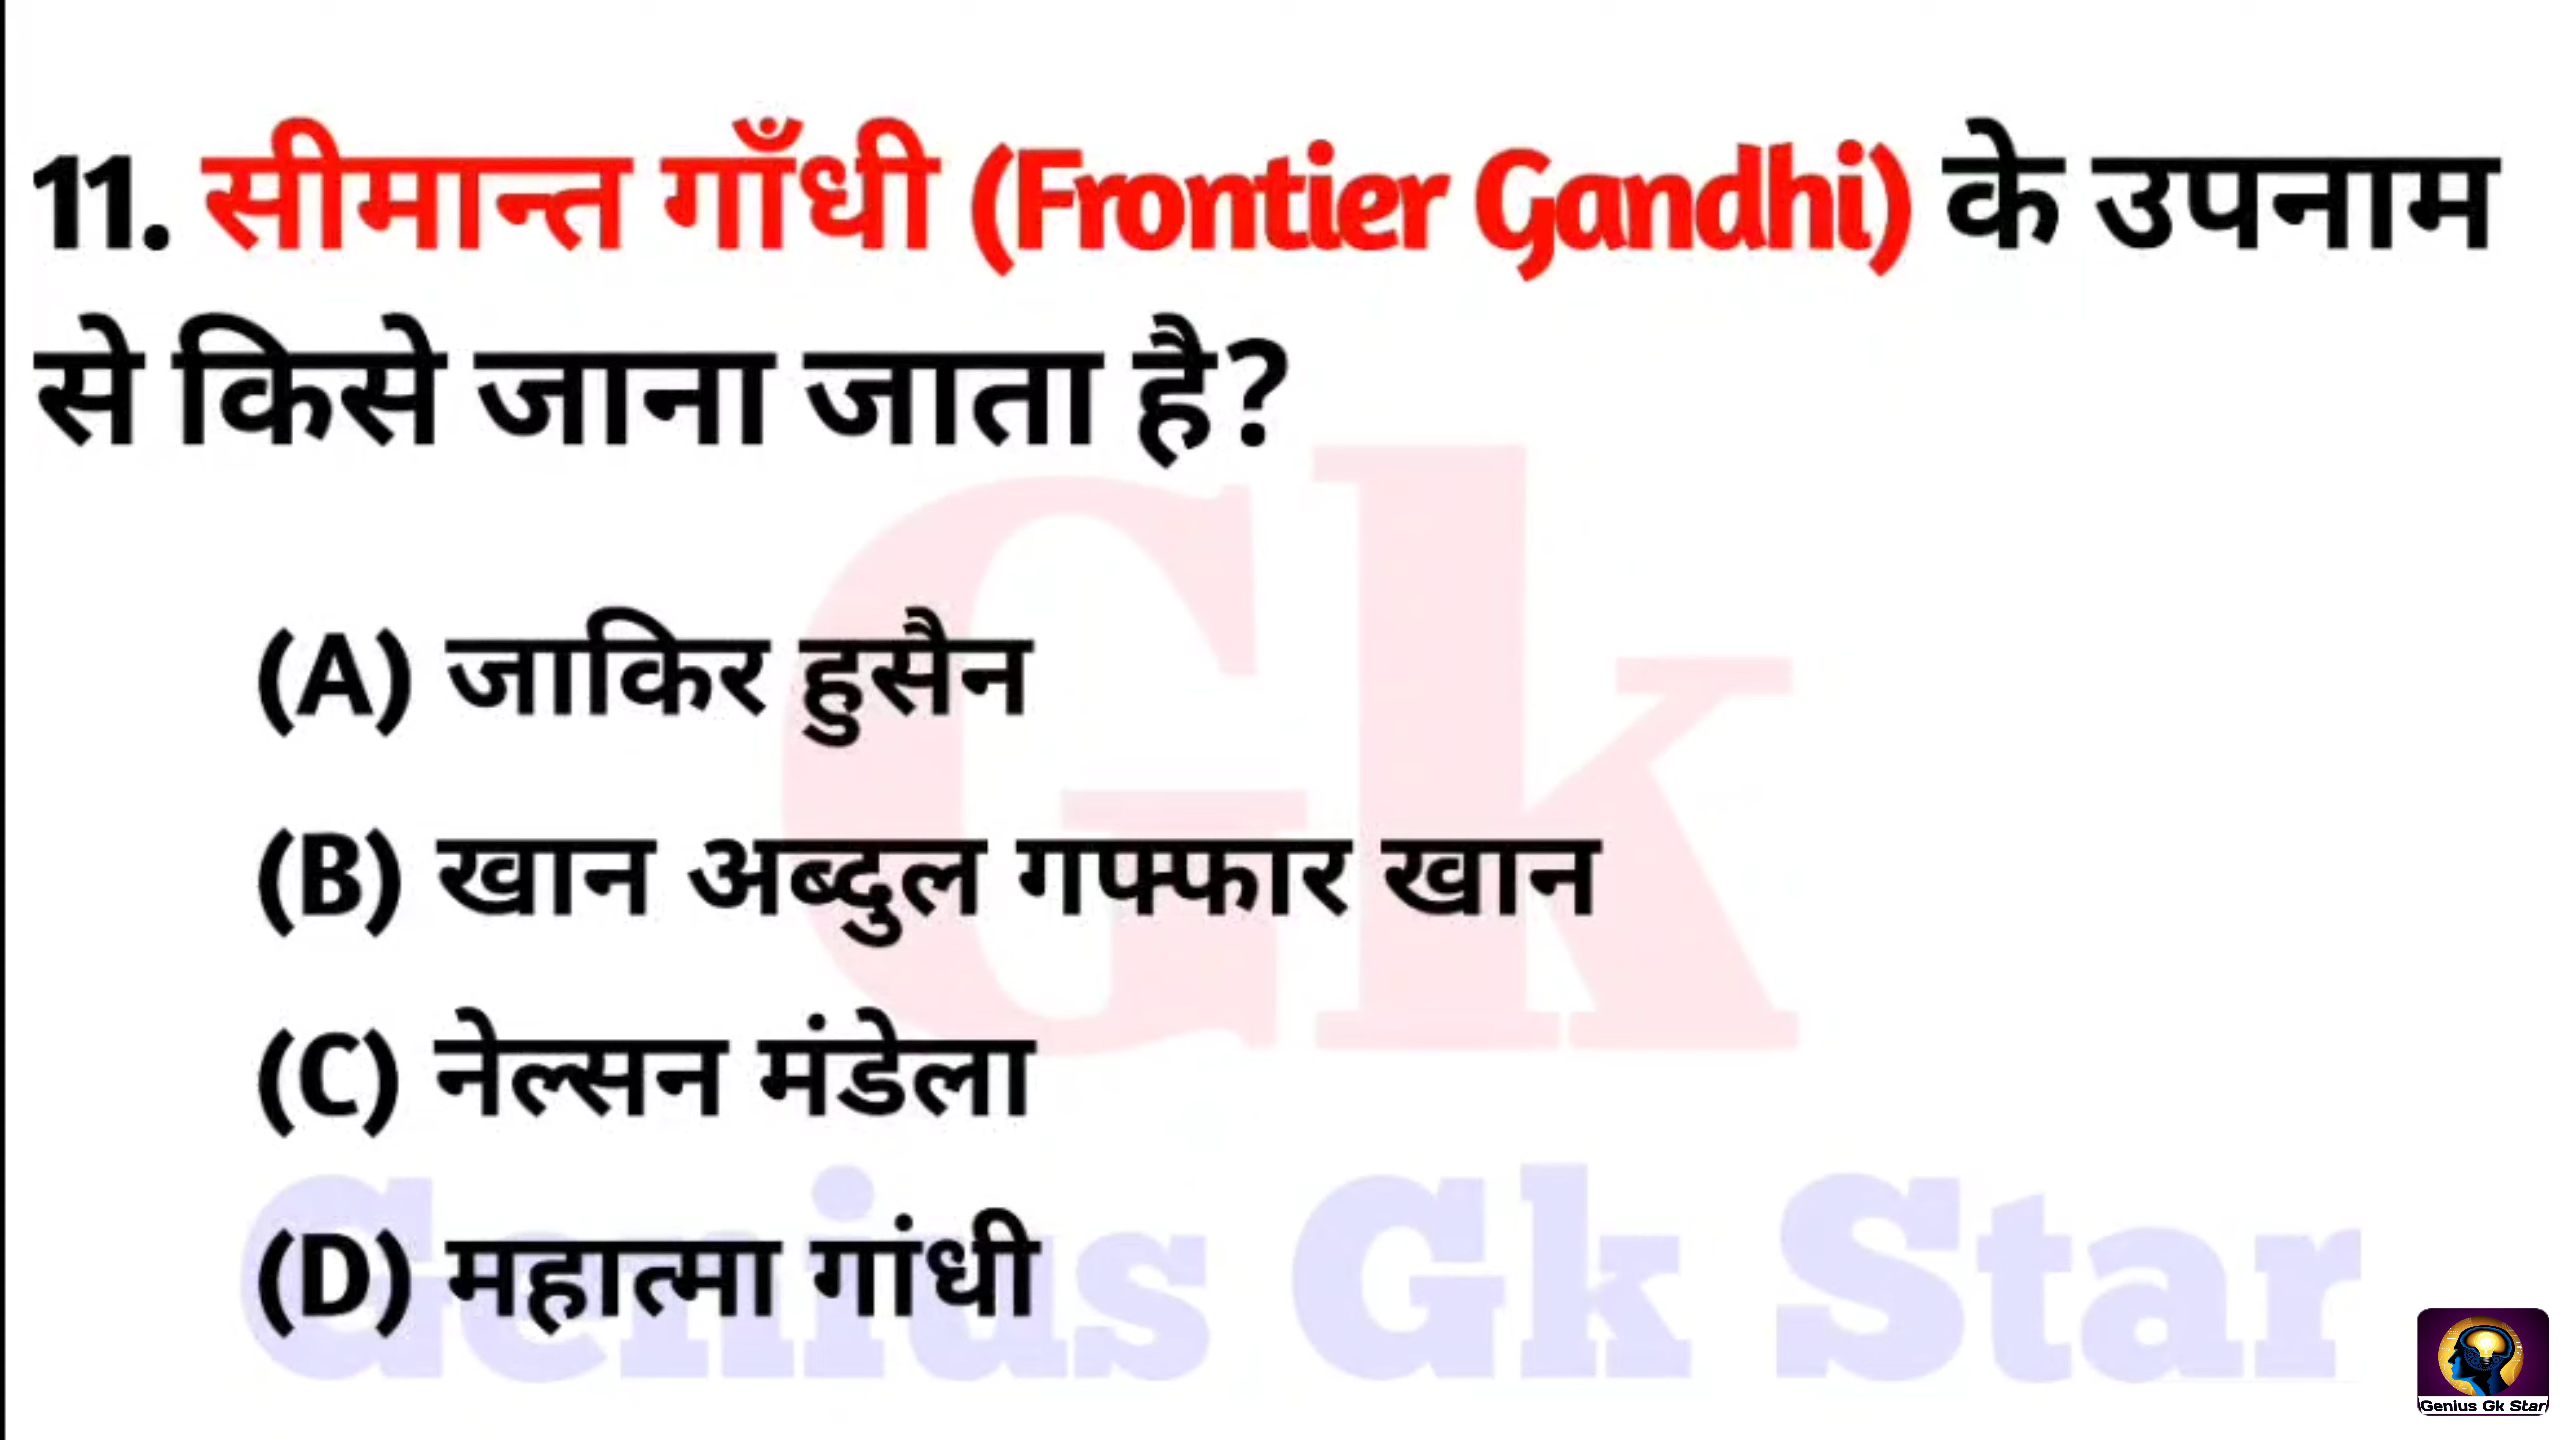 11. सीमान्त गाँधी (Frontier Gandhi) के उपनाम
से किसे जाना जाता है?
(A) जाकिर हुसैन
(B) खान अब्दुल गफ्फार खान
(C) नेल्सन मंडेला
(D) महात्मा गांधी
Gk
Genius Gk Star
Genius Gk Star